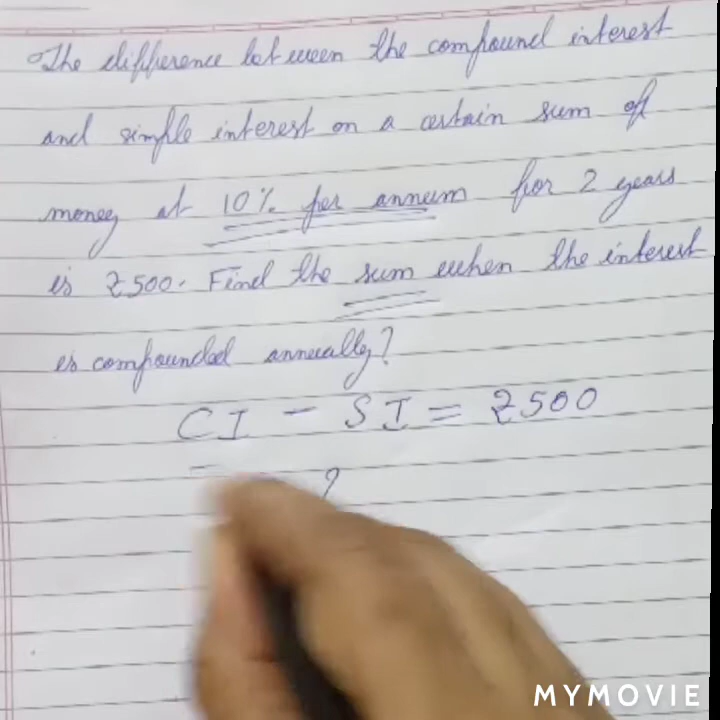 The difference between the compound interest
and simple interest on a certain sum of
money at 10% per annum for 2 years
is ₹500. Find the sum when the interest
is compounded annually?
CI - SI = ₹500
?
MYMOVIE